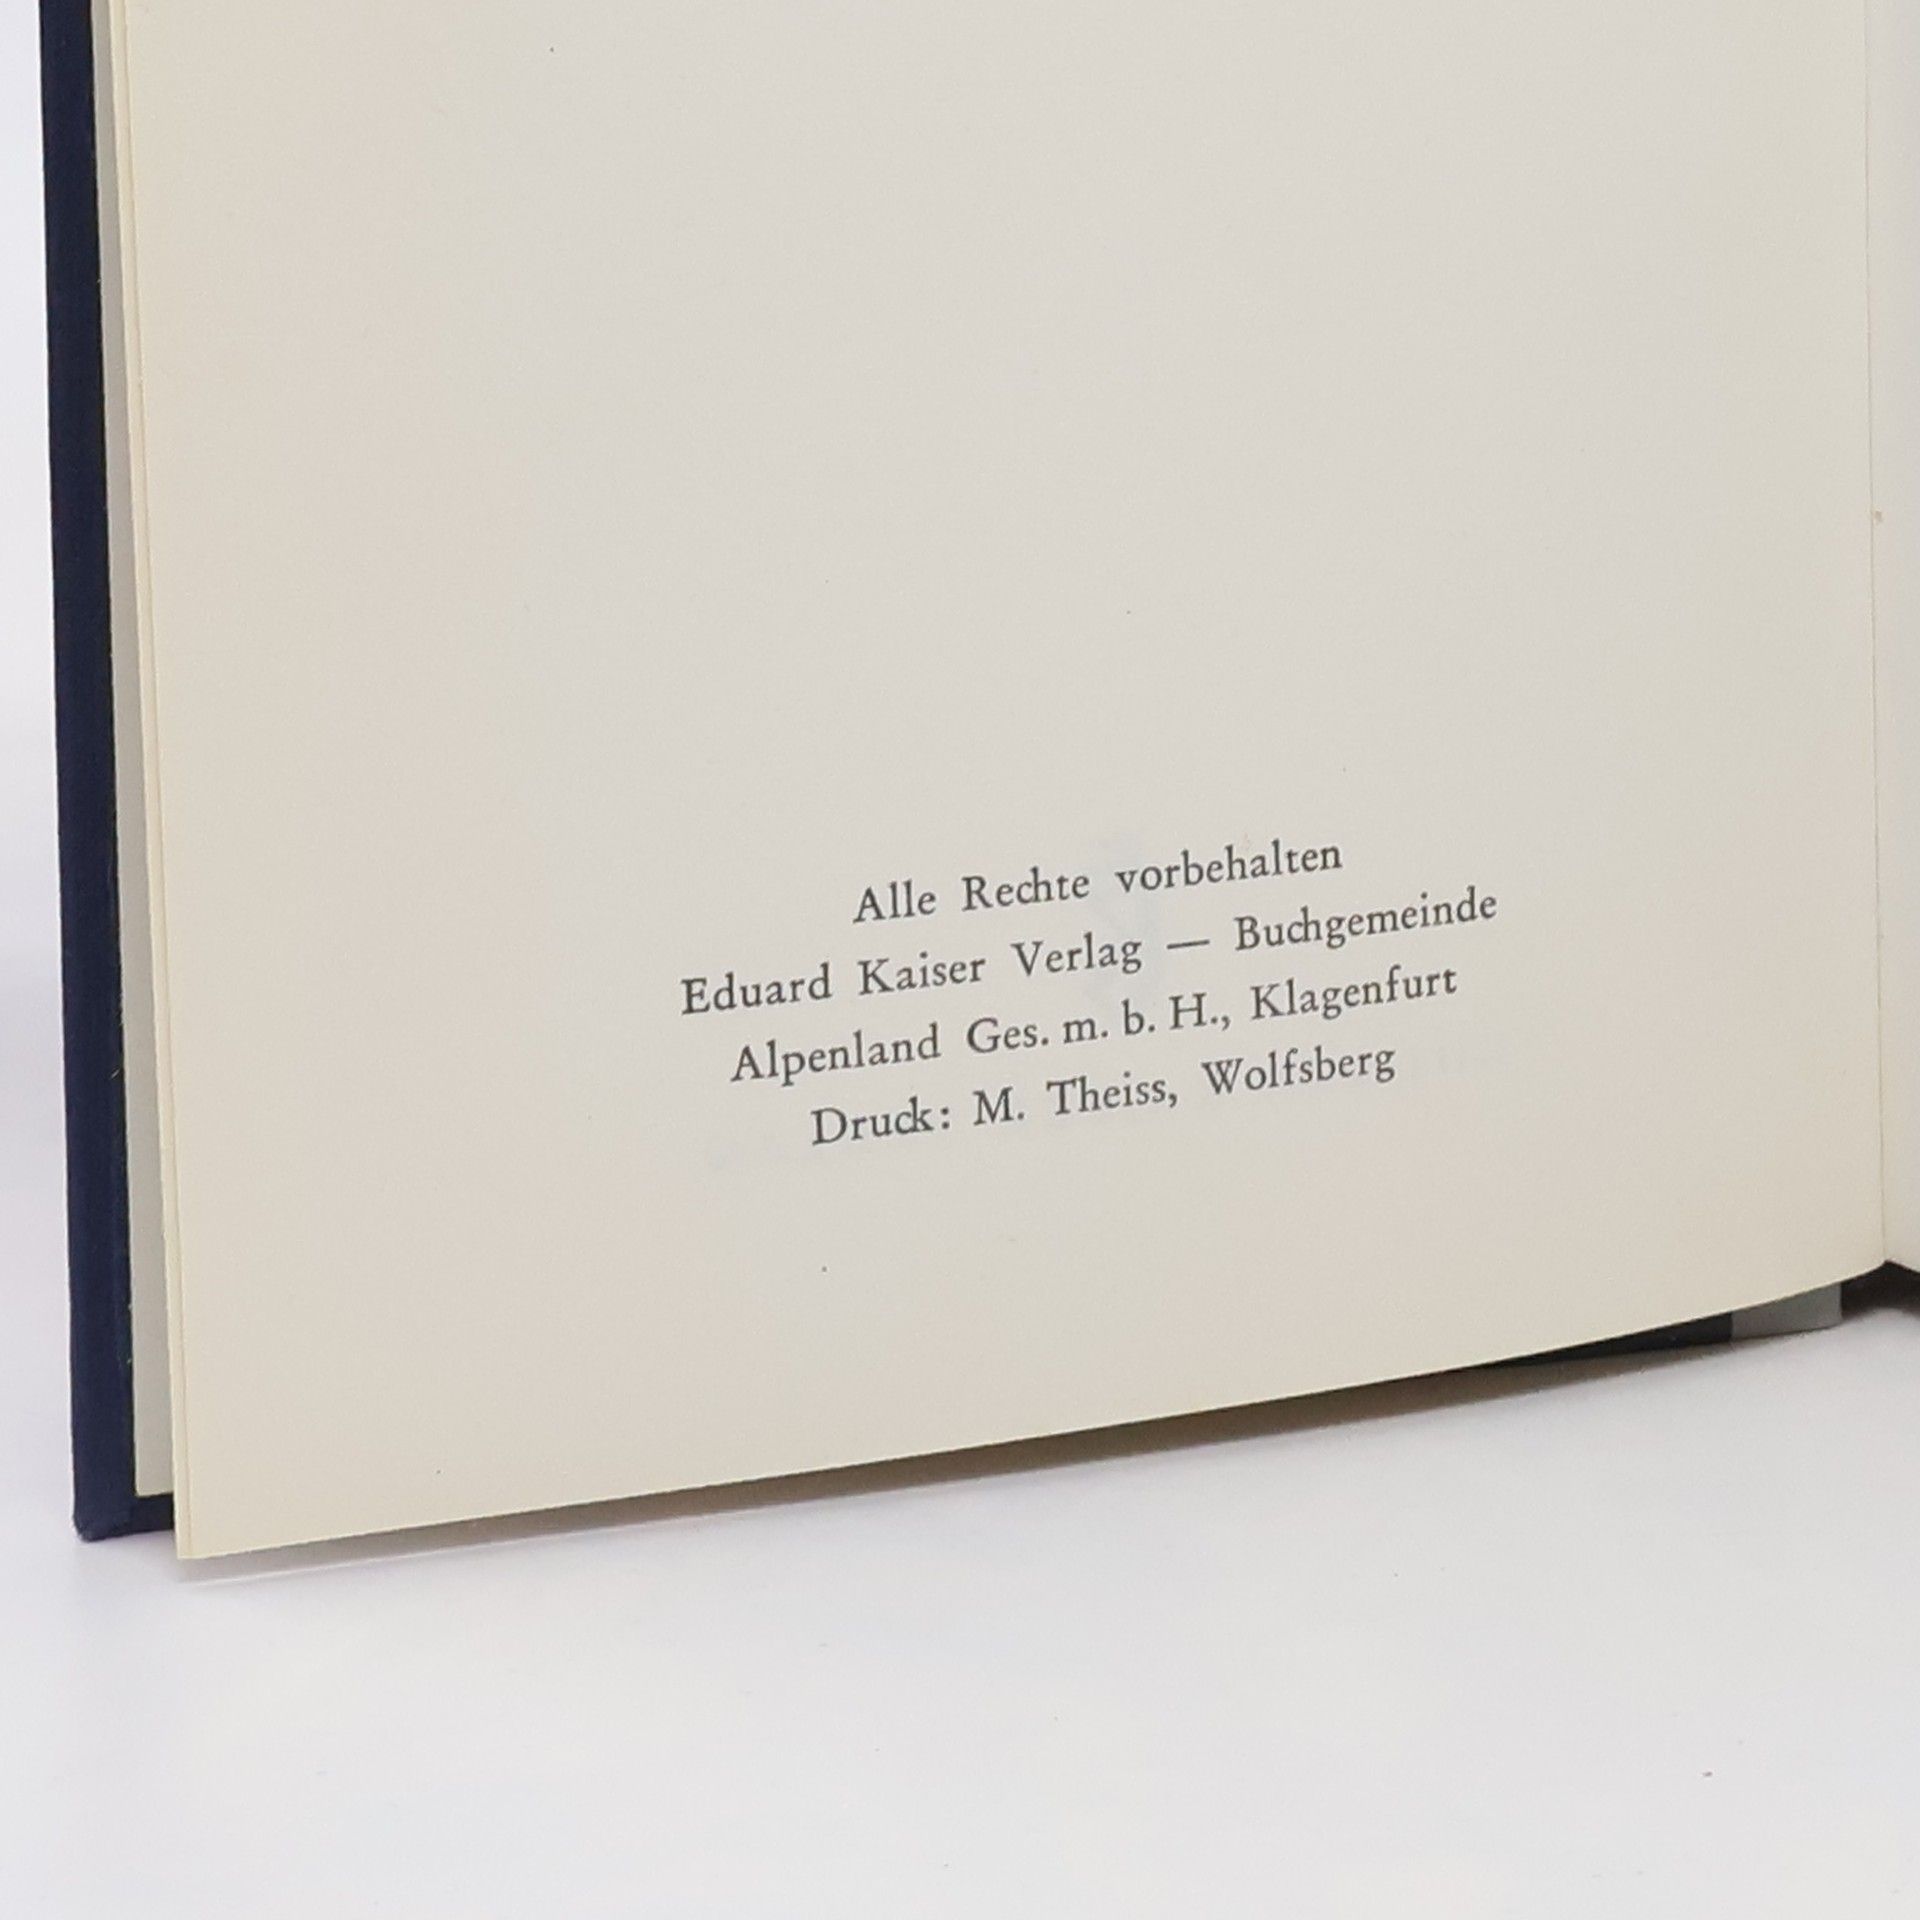 Alle Rechte vorbehalten
Eduard Kaiser Verlag — Buchgemeinde
Alpenland Ges. m. b. H., Klagenfurt
Druck: M. Theiss, Wolfsberg